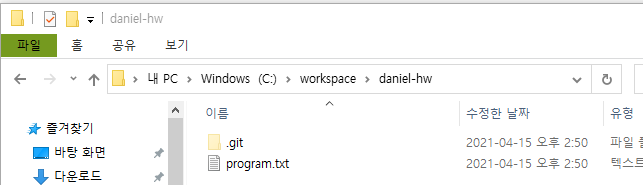 daniel-hw
파일 홈 공유 보기
내 PC > Windows (C:) > workspace > daniel-hw
이름 수정한 날짜 유형
즐겨찾기
.git 2021-04-15 오후 2:50 파일
바탕 화면
program.txt 2021-04-15 오후 2:50 텍스
다운로드